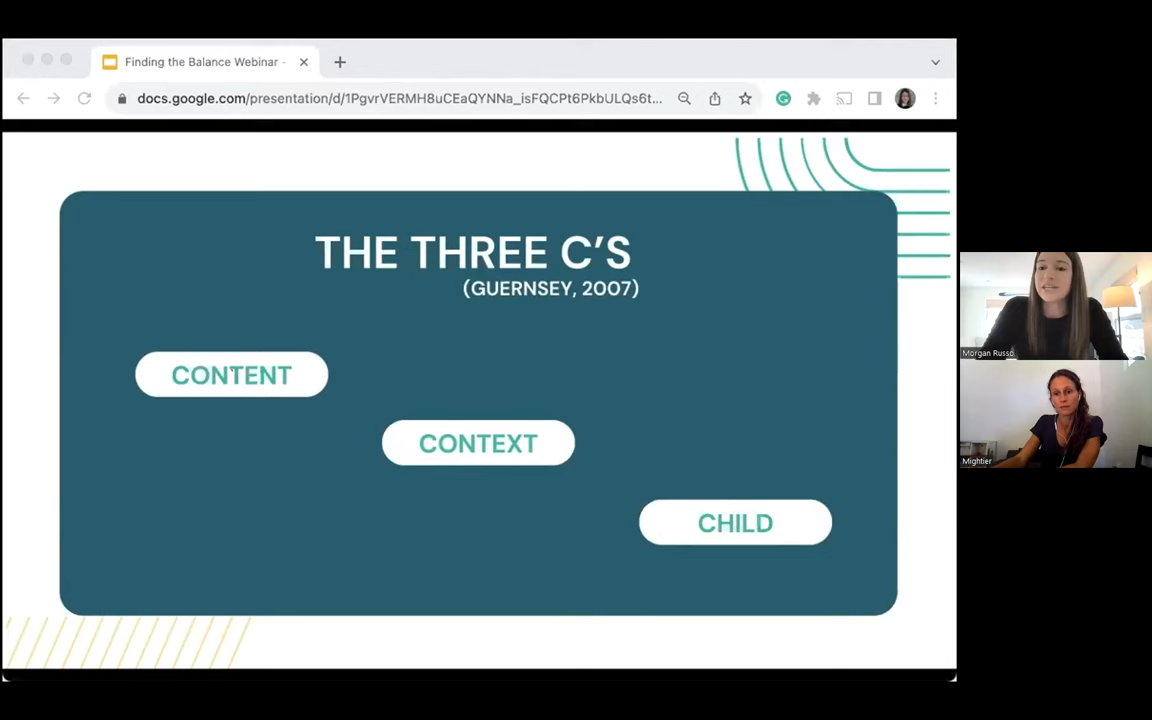 Finding the Balance Webinar -
docs.google.com/presentation/d/1PgvrVERMH8uCEaQYNNa_isFQCPt6PkbULQs6t...
THE THREE C'S
(GUERNSEY, 2007)
CONTENT
CONTEXT
CHILD
Morgan Russo
Mightier